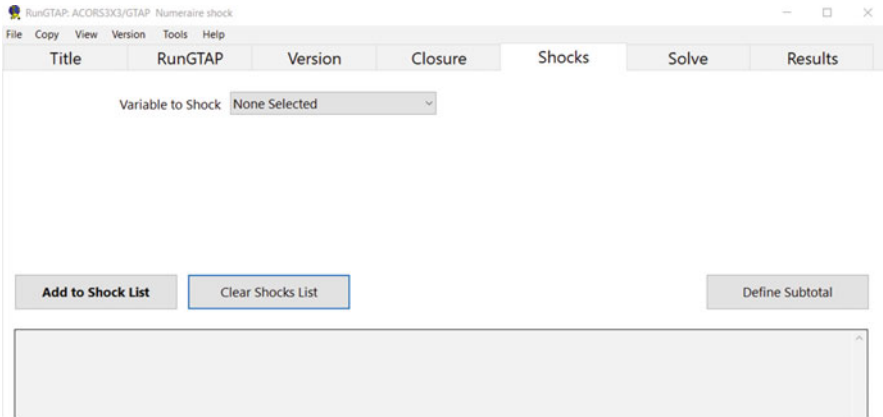 RunGTAP: ACORS3X3/GTAP Numeraire shock
File Copy View Version Tools Help
Title RunGTAP Version Closure Shocks Solve Results
Variable to Shock None Selected
Add to Shock List Clear Shocks List Define Subtotal